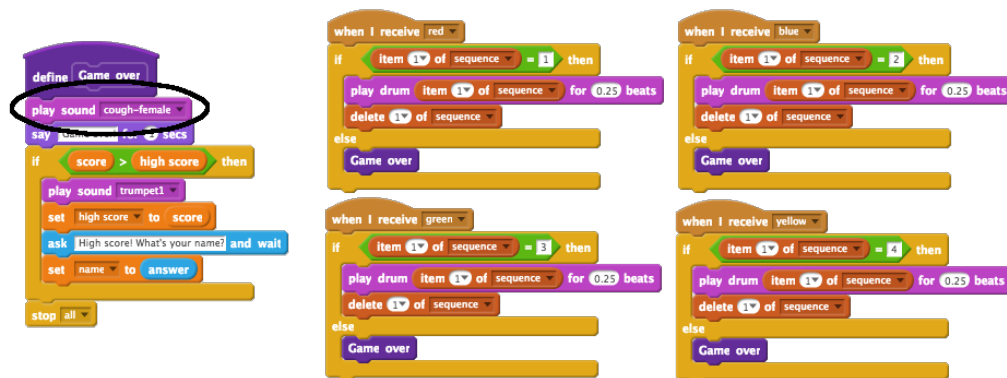 define Game over
play sound cough-female
say for secs
if score > high score then
play sound trumpet1
set high score to score
ask High score! What's your name? and wait
set name to answer
stop all
when I receive red
if item 1 of sequence = 1 then
play drum item 1 of sequence for 0.25 beats
delete 1 of sequence
else
Game over
when I receive blue
if item 1 of sequence = 2 then
play drum item 1 of sequence for 0.25 beats
delete 1 of sequence
else
Game over
when I receive green
if item 1 of sequence = 3 then
play drum item 1 of sequence for 0.25 beats
delete 1 of sequence
else
Game over
when I receive yellow
if item 1 of sequence = 4 then
play drum item 1 of sequence for 0.25 beats
delete 1 of sequence
else
Game over